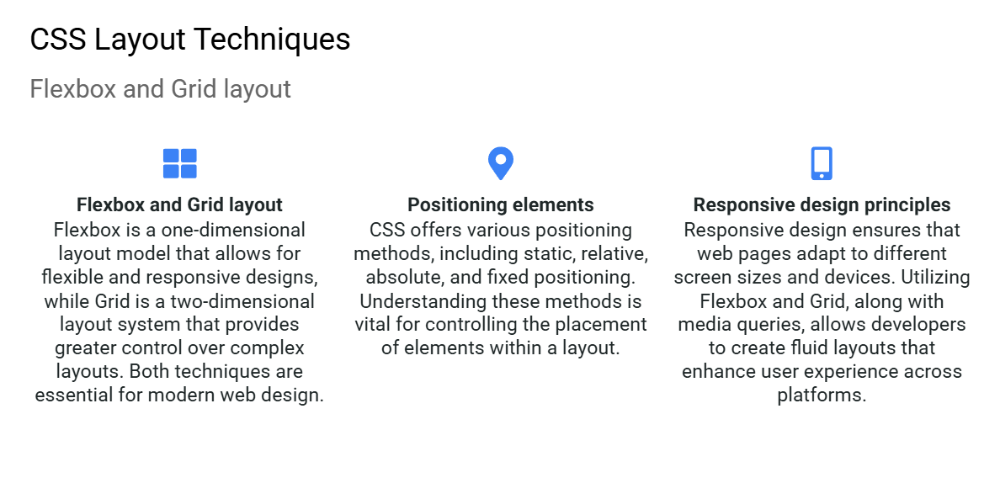 CSS Layout Techniques
Flexbox and Grid layout
Flexbox and Grid layout
Flexbox is a one-dimensional
layout model that allows for
flexible and responsive designs,
while Grid is a two-dimensional
layout system that provides
greater control over complex
layouts. Both techniques are
essential for modern web design.
Positioning elements
CSS offers various positioning
methods, including static, relative,
absolute, and fixed positioning.
Understanding these methods is
vital for controlling the placement
of elements within a layout.
Responsive design principles
Responsive design ensures that
web pages adapt to different
screen sizes and devices. Utilizing
Flexbox and Grid, along with
media queries, allows developers
to create fluid layouts that
enhance user experience across
platforms.